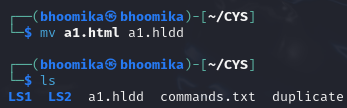 ┌──(bhoomika㉿bhoomika)-[~/CYS]
└─$ mv a1.html a1.hldd
┌──(bhoomika㉿bhoomika)-[~/CYS]
└─$ ls
LS1  LS2  a1.hldd  commands.txt  duplicate